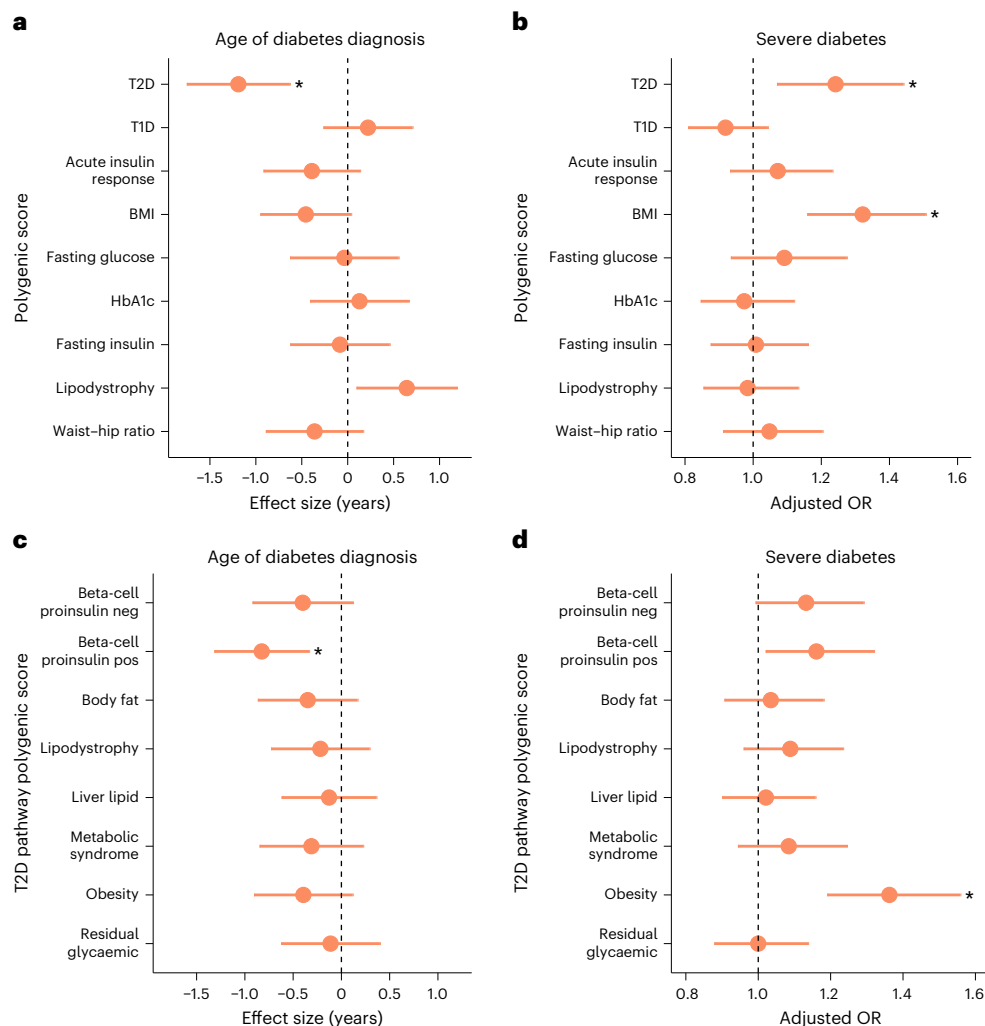 a
Age of diabetes diagnosis
Polygenic score
T2D
*
T1D
Acute insulin
response
BMI
Fasting glucose
HbA1c
Fasting insulin
Lipodystrophy
Waist–hip ratio
−1.5 −1.0 −0.5 0 0.5 1.0
Effect size (years)
b
Severe diabetes
Polygenic score
T2D
*
T1D
Acute insulin
response
BMI
*
Fasting glucose
HbA1c
Fasting insulin
Lipodystrophy
Waist–hip ratio
0.8 1.0 1.2 1.4 1.6
Adjusted OR
c
Age of diabetes diagnosis
T2D pathway polygenic score
Beta-cell
proinsulin neg
Beta-cell
proinsulin pos
*
Body fat
Lipodystrophy
Liver lipid
Metabolic
syndrome
Obesity
Residual
glycaemic
−1.5 −1.0 −0.5 0 0.5 1.0
Effect size (years)
d
Severe diabetes
T2D pathway polygenic score
Beta-cell
proinsulin neg
Beta-cell
proinsulin pos
Body fat
Lipodystrophy
Liver lipid
Metabolic
syndrome
Obesity
*
Residual
glycaemic
0.8 1.0 1.2 1.4 1.6
Adjusted OR